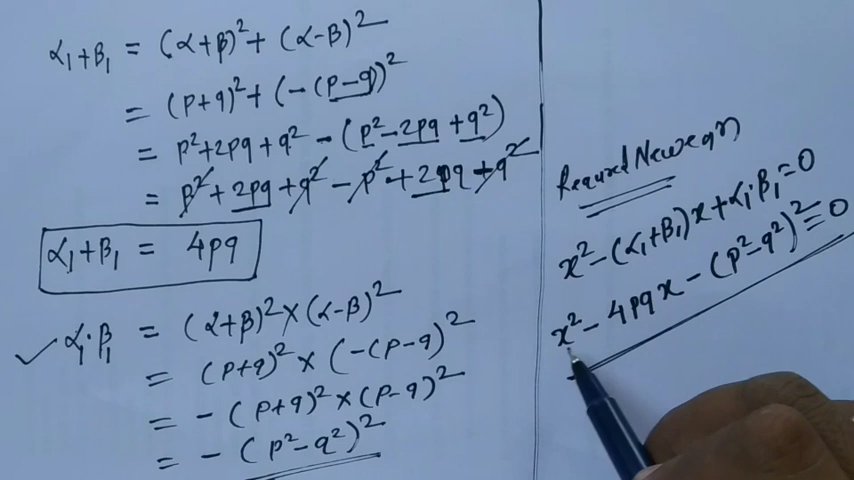 α₁+β₁ = (α+β)² + (α-β)²
= (p+q)² + (-(p-q))²
= p²+2pq+q² - (p²-2pq+q²)
= p²+2pq+q²-p²+2pq+q²
α₁+β₁ = 4pq
✓ α₁·β₁ = (α+β)² × (α-β)²
= (p+q)² × (-(p-q)²
= -(p+q)² × (p-q)²
= -(p²-q²)²
Required New eqn
x²-(α₁+β₁)x+α₁·β₁=0
x²-4pqx-(p²-q²)²=0